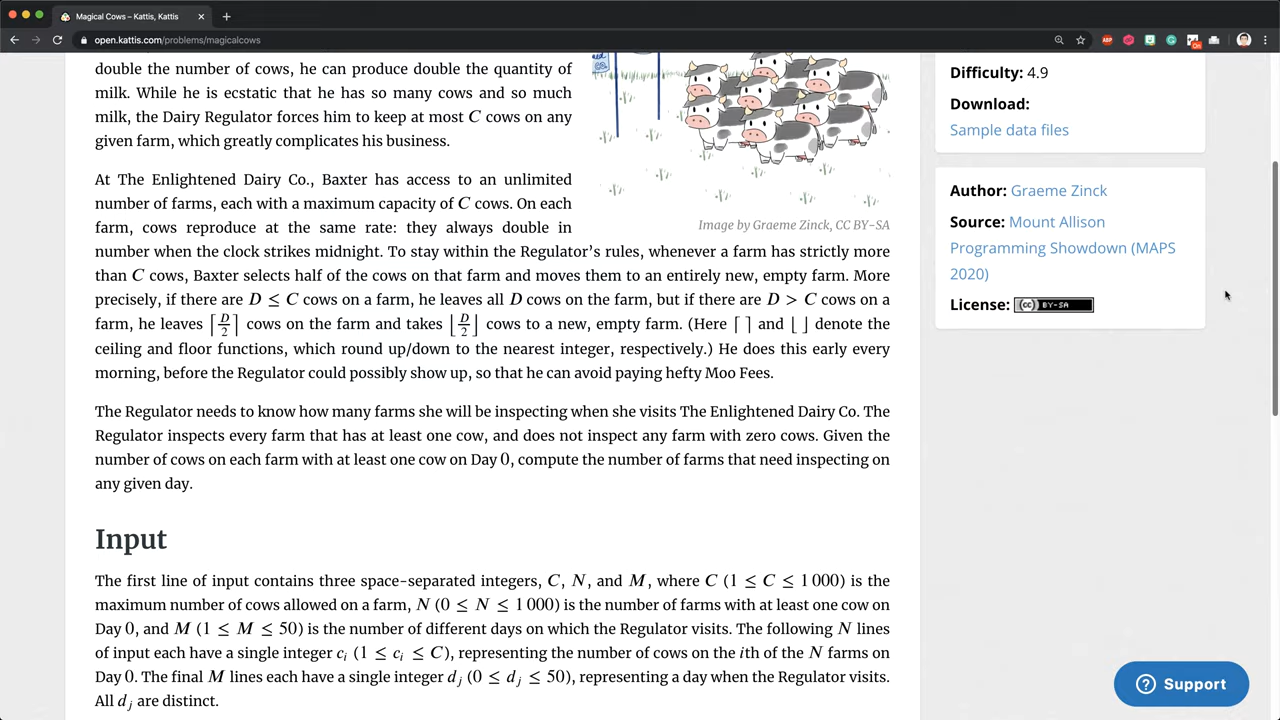 Magical Cows – Kattis, Kattis
open.kattis.com/problems/magicalcows
double the number of cows, he can produce double the quantity of
milk. While he is ecstatic that he has so many cows and so much
milk, the Dairy Regulator forces him to keep at most C cows on any
given farm, which greatly complicates his business.
At The Enlightened Dairy Co., Baxter has access to an unlimited
number of farms, each with a maximum capacity of C cows. On each
farm, cows reproduce at the same rate: they always double in
Image by Graeme Zinck, CC BY-SA
number when the clock strikes midnight. To stay within the Regulator’s rules, whenever a farm has strictly more
than C cows, Baxter selects half of the cows on that farm and moves them to an entirely new, empty farm. More
precisely, if there are D ≤ C cows on a farm, he leaves all D cows on the farm, but if there are D > C cows on a
farm, he leaves ⌈D/2⌉ cows on the farm and takes ⌊D/2⌋ cows to a new, empty farm. (Here ⌈ ⌉ and ⌊ ⌋ denote the
ceiling and floor functions, which round up/down to the nearest integer, respectively.) He does this early every
morning, before the Regulator could possibly show up, so that he can avoid paying hefty Moo Fees.
The Regulator needs to know how many farms she will be inspecting when she visits The Enlightened Dairy Co. The
Regulator inspects every farm that has at least one cow, and does not inspect any farm with zero cows. Given the
number of cows on each farm with at least one cow on Day 0, compute the number of farms that need inspecting on
any given day.
Input
The first line of input contains three space-separated integers, C, N, and M, where C (1 ≤ C ≤ 1 000) is the
maximum number of cows allowed on a farm, N (0 ≤ N ≤ 1 000) is the number of farms with at least one cow on
Day 0, and M (1 ≤ M ≤ 50) is the number of different days on which the Regulator visits. The following N lines
of input each have a single integer cᵢ (1 ≤ cᵢ ≤ C), representing the number of cows on the ith of the N farms on
Day 0. The final M lines each have a single integer dⱼ (0 ≤ dⱼ ≤ 50), representing a day when the Regulator visits.
All dⱼ are distinct.
Difficulty: 4.9
Download:
Sample data files
Author: Graeme Zinck
Source: Mount Allison
Programming Showdown (MAPS
2020)
License: (cc) BY-SA
Support